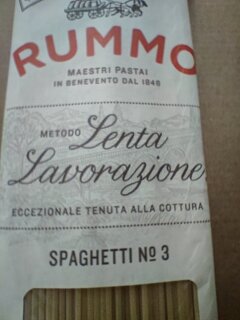 RUMMO
MAESTRI PASTAI
IN BENEVENTO DAL 1846
METODO
Lenta
Lavorazione
ECCEZIONALE TENUTA ALLA COTTURA
SPAGHETTI Nº 3